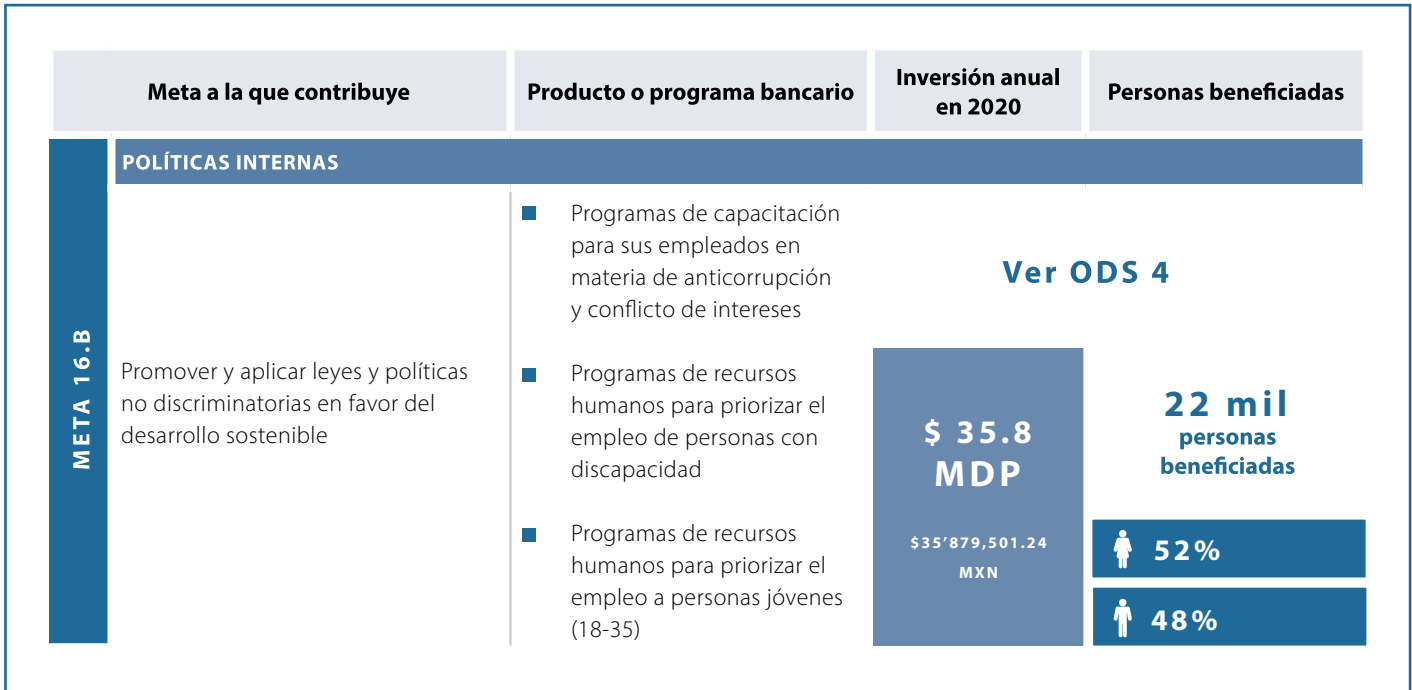 Meta a la que contribuye
Producto o programa bancario
Inversión anual
en 2020
Personas beneficiadas
POLÍTICAS INTERNAS
META 16.B
Promover y aplicar leyes y políticas
no discriminatorias en favor del
desarrollo sostenible
Programas de capacitación
para sus empleados en
materia de anticorrupción
y conflicto de intereses
Ver ODS 4
Programas de recursos
humanos para priorizar el
empleo de personas con
discapacidad
Programas de recursos
humanos para priorizar el
empleo a personas jóvenes
(18-35)
$ 35.8
MDP
$35’879,501.24
MXN
22 mil
personas
beneficiadas
52%
48%